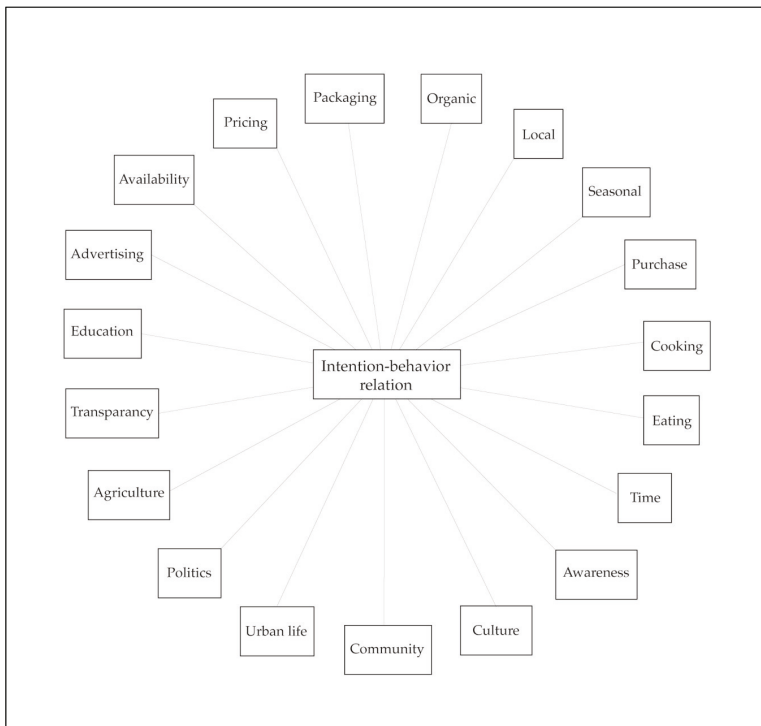 Packaging
Organic
Pricing
Local
Availability
Seasonal
Advertising
Purchase
Education
Cooking
Intention-behavior
relation
Transparancy
Eating
Agriculture
Time
Politics
Awareness
Urban life
Culture
Community